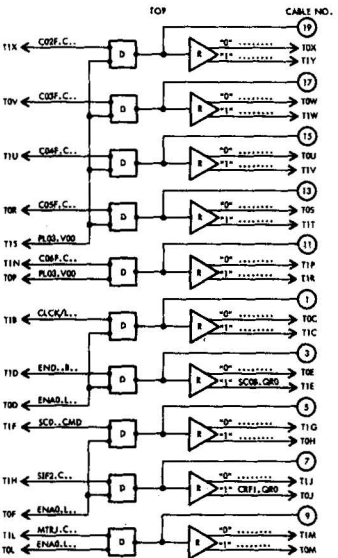 TOP CABLE NO.
19
T1X C02F.C.. D R "0" ........ T0X
"1" ........ T1Y
17
T0V C03F.C.. D R "0" ........ T0W
"1" ........ T1W
15
T1U C04F.C.. D R "0" ........ T0U
"1" ........ T1V
13
T0R C05F.C.. D R "0" ........ T0S
"1" ........ T1T
T1S PL03.V00
11
T1N C06F.C.. D R "0" ........ T1P
T0P PL03.V00 "1" ........ T1R
1
T1B CLCK/L.. D R "0" ........ T0C
"1" ........ T1C
3
T1D END..B.. D R "0" ........ T0E
"1" SC0B.QR0 T1E
T0D ENA0.L..
5
T1F SC0..CMD D R "0" ........ T1G
"1" ........ T0H
7
T1H SIF2.C.. D R "0" ........ T1J
"1" CRF1.QR0 T0J
T0F ENA0.L..
9
T1L MTRJ.C.. D R "0" ........ T1M
T0L ENA0.L.. "1" ........ T0M